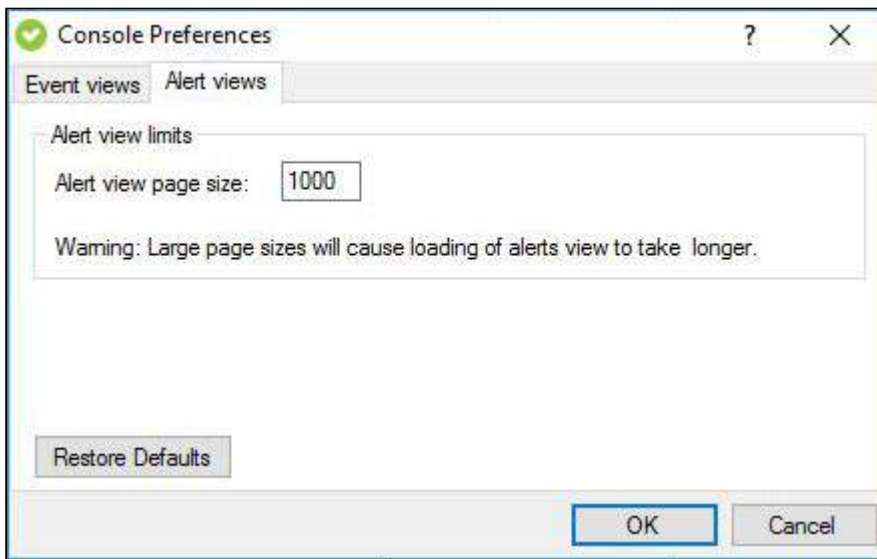 Console Preferences ?
Event views Alert views
Alert view limits
Alert view page size: 1000
Warning: Large page sizes will cause loading of alerts view to take longer.
Restore Defaults
OK Cancel